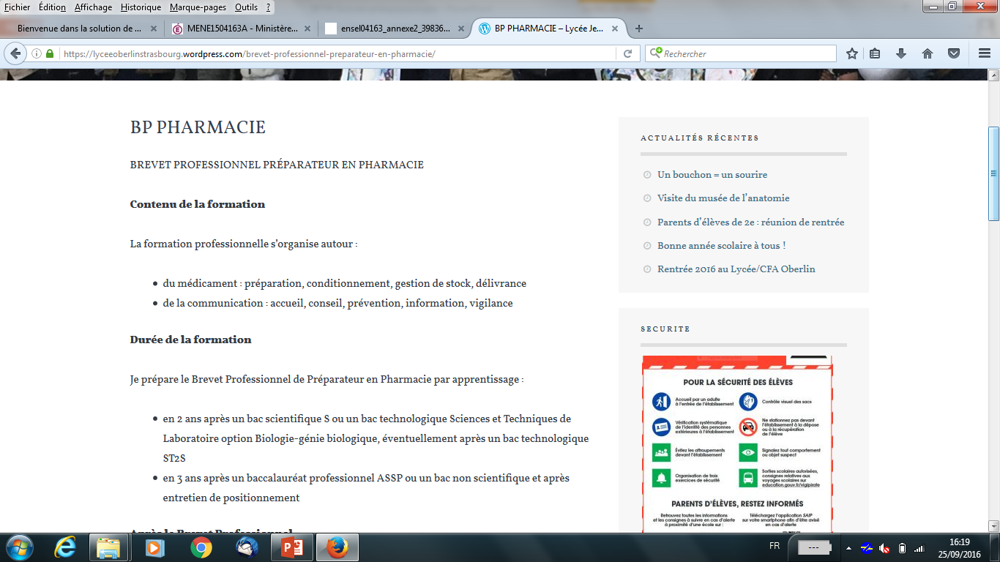 Fichier Édition Affichage Historique Marque-pages Outils ?
Bienvenue dans la solution de ... × MENE1504163A - Ministère... × ensel04163_annexe2_39836... × BP PHARMACIE – Lycée Je... × +
https://lyceeoberlinstrasbourg.wordpress.com/brevet-professionnel-preparateur-en-pharmacie/
Rechercher
BP PHARMACIE
BREVET PROFESSIONNEL PRÉPARATEUR EN PHARMACIE
Contenu de la formation
La formation professionnelle s'organise autour :
• du médicament : préparation, conditionnement, gestion de stock, délivrance
• de la communication : accueil, conseil, prévention, information, vigilance
Durée de la formation
Je prépare le Brevet Professionnel de Préparateur en Pharmacie par apprentissage :
• en 2 ans après un bac scientifique S ou un bac technologique Sciences et Techniques de
Laboratoire option Biologie-génie biologique, éventuellement après un bac technologique
ST2S
• en 3 ans après un baccalauréat professionnel ASSP ou un bac non scientifique et après
entretien de positionnement
Après le Brevet Professionnel
ACTUALITÉS RÉCENTES
Un bouchon = un sourire
Visite du musée de l'anatomie
Parents d'élèves de 2e : réunion de rentrée
Bonne année scolaire à tous !
Rentrée 2016 au Lycée/CFA Oberlin
SECURITE
POUR LA SÉCURITÉ DES ÉLÈVES
Accueil par un adulte
à l'entrée de l'établissement
Contrôle visuel des sacs
Vérification systématique
de l'identité des personnes
extérieures à l'établissement
Ne stationnez pas devant
l'établissement à la dépose
ou à la récupération
de l'élève
Évitez les attroupements
devant l'établissement
Signalez tout comportement
ou objet suspect
Organisation de trois
exercices de sécurité
Sorties scolaires autorisées,
consignes relatives aux
voyages scolaires sur
education.gouv.fr/vigipirate
PARENTS D'ÉLÈVES, RESTEZ INFORMÉS
Retrouvez toutes les informations
et les consignes à suivre en cas d'alerte
à proximité d'une école sur :
Téléchargez l'application SAIP
sur votre smartphone afin d'être avisé
en cas d'alerte
FR
---
16:19
25/09/2016